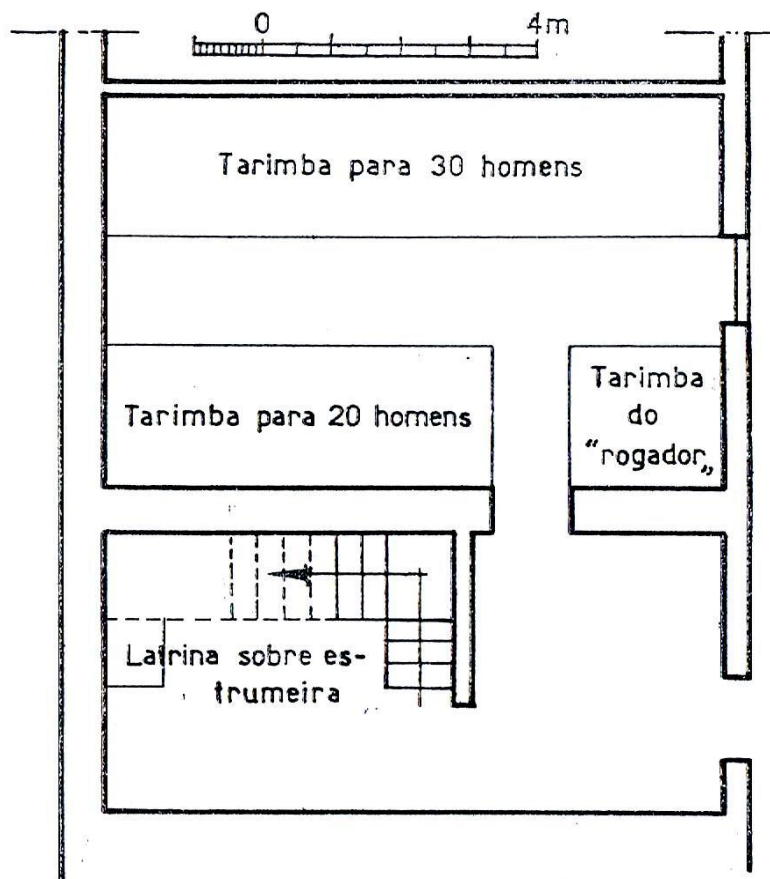 0 4m
Tarimba para 30 homens
Tarimba para 20 homens
Tarimba
do
“rogador„
Latrina sobre es-
trumeira